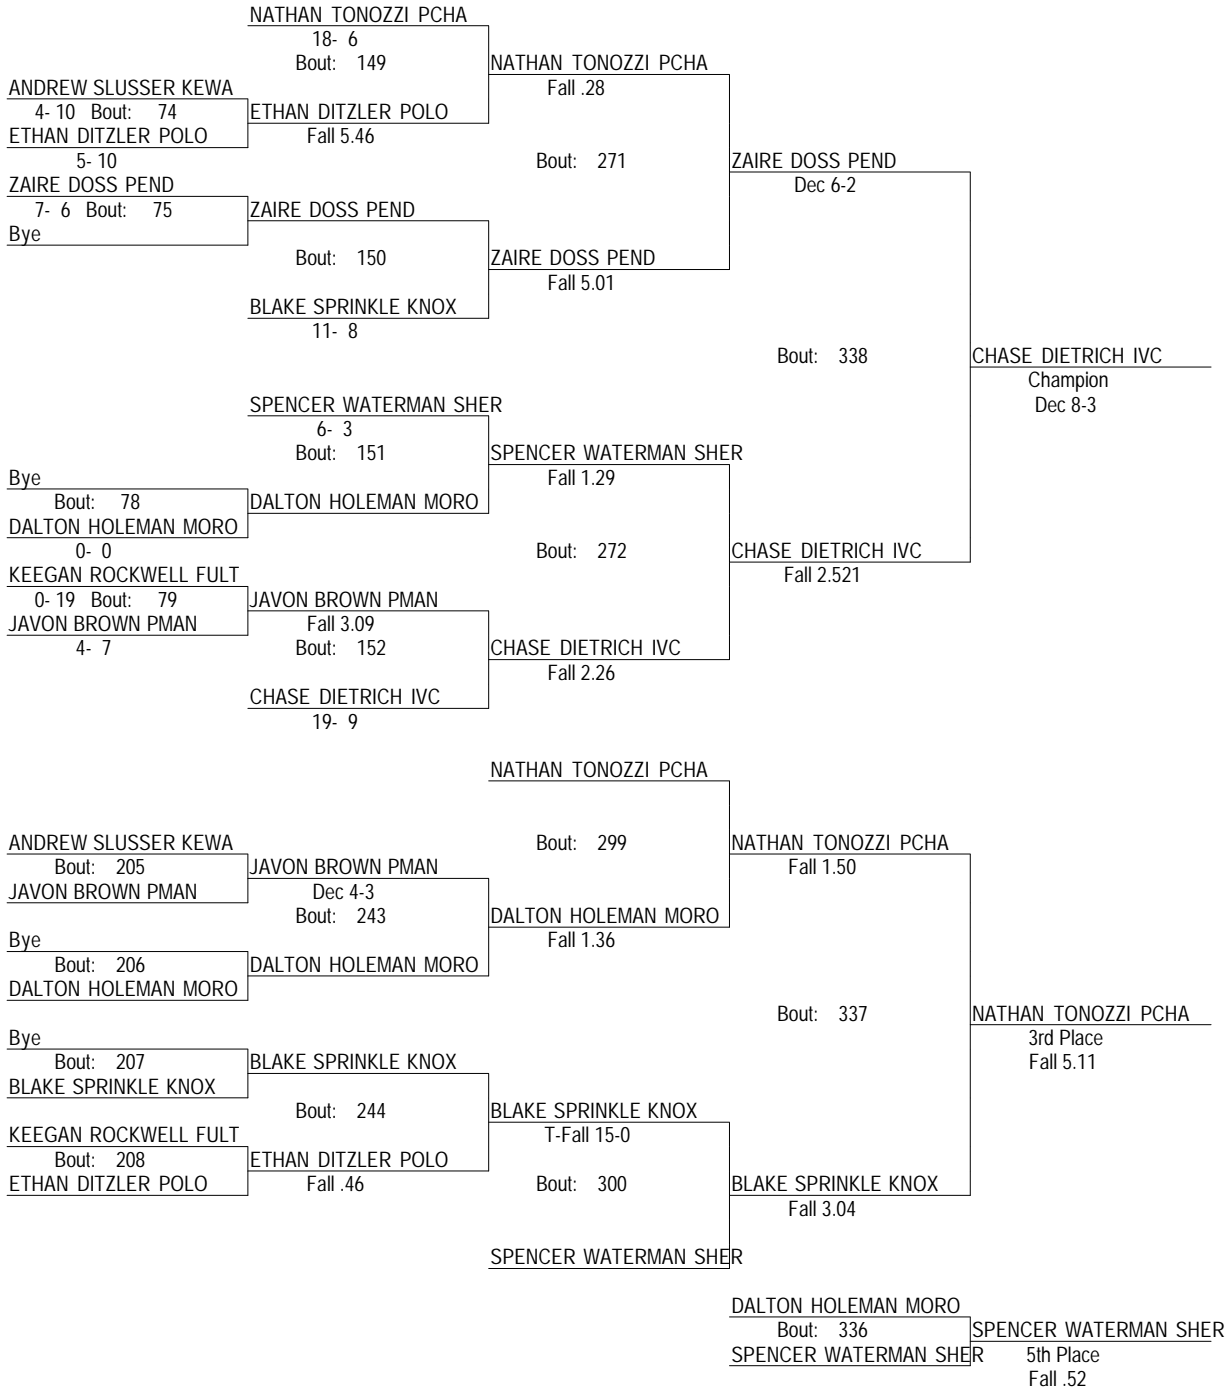 NATHAN TONOZZI PCHA
18- 6
Bout: 149
NATHAN TONOZZI PCHA
Fall .28
ANDREW SLUSSER KEWA
4- 10 Bout: 74
ETHAN DITZLER POLO
Fall 5.46
ETHAN DITZLER POLO
5- 10
Bout: 271
ZAIRE DOSS PEND
Dec 6-2
ZAIRE DOSS PEND
7- 6 Bout: 75
ZAIRE DOSS PEND
Bye
Bout: 150
ZAIRE DOSS PEND
Fall 5.01
BLAKE SPRINKLE KNOX
11- 8
Bout: 338
CHASE DIETRICH IVC
Champion
Dec 8-3
SPENCER WATERMAN SHER
6- 3
Bout: 151
SPENCER WATERMAN SHER
Fall 1.29
Bye
Bout: 78
DALTON HOLEMAN MORO
DALTON HOLEMAN MORO
0- 0
Bout: 272
CHASE DIETRICH IVC
Fall 2.521
KEEGAN ROCKWELL FULT
0- 19 Bout: 79
JAVON BROWN PMAN
Fall 3.09
JAVON BROWN PMAN
4- 7
Bout: 152
CHASE DIETRICH IVC
Fall 2.26
CHASE DIETRICH IVC
19- 9
NATHAN TONOZZI PCHA
Bout: 299
NATHAN TONOZZI PCHA
Fall 1.50
ANDREW SLUSSER KEWA
Bout: 205
JAVON BROWN PMAN
Dec 4-3
JAVON BROWN PMAN
Bout: 243
DALTON HOLEMAN MORO
Fall 1.36
Bye
Bout: 206
DALTON HOLEMAN MORO
DALTON HOLEMAN MORO
Bout: 337
NATHAN TONOZZI PCHA
3rd Place
Fall 5.11
Bye
Bout: 207
BLAKE SPRINKLE KNOX
BLAKE SPRINKLE KNOX
Bout: 244
BLAKE SPRINKLE KNOX
T-Fall 15-0
KEEGAN ROCKWELL FULT
Bout: 208
ETHAN DITZLER POLO
Fall .46
ETHAN DITZLER POLO
Bout: 300
BLAKE SPRINKLE KNOX
Fall 3.04
SPENCER WATERMAN SHER
DALTON HOLEMAN MORO
Bout: 336
SPENCER WATERMAN SHER
SPENCER WATERMAN SHER
5th Place
Fall .52